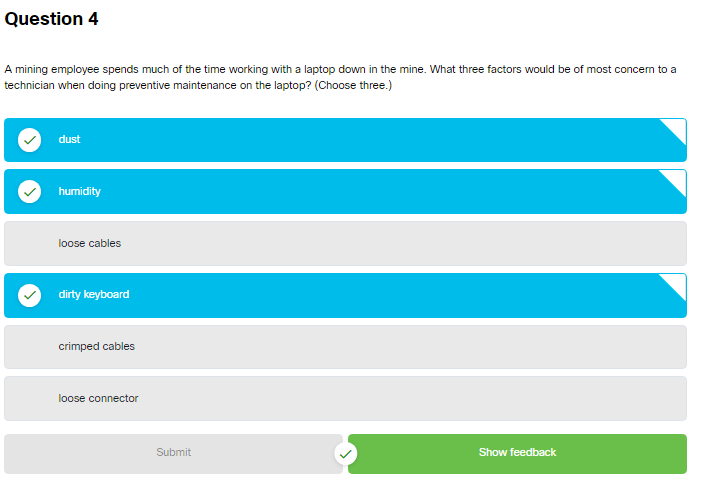 Question 4
A mining employee spends much of the time working with a laptop down in the mine. What three factors would be of most concern to a
technician when doing preventive maintenance on the laptop? (Choose three.)
dust
humidity
loose cables
dirty keyboard
crimped cables
loose connector
Submit
Show feedback